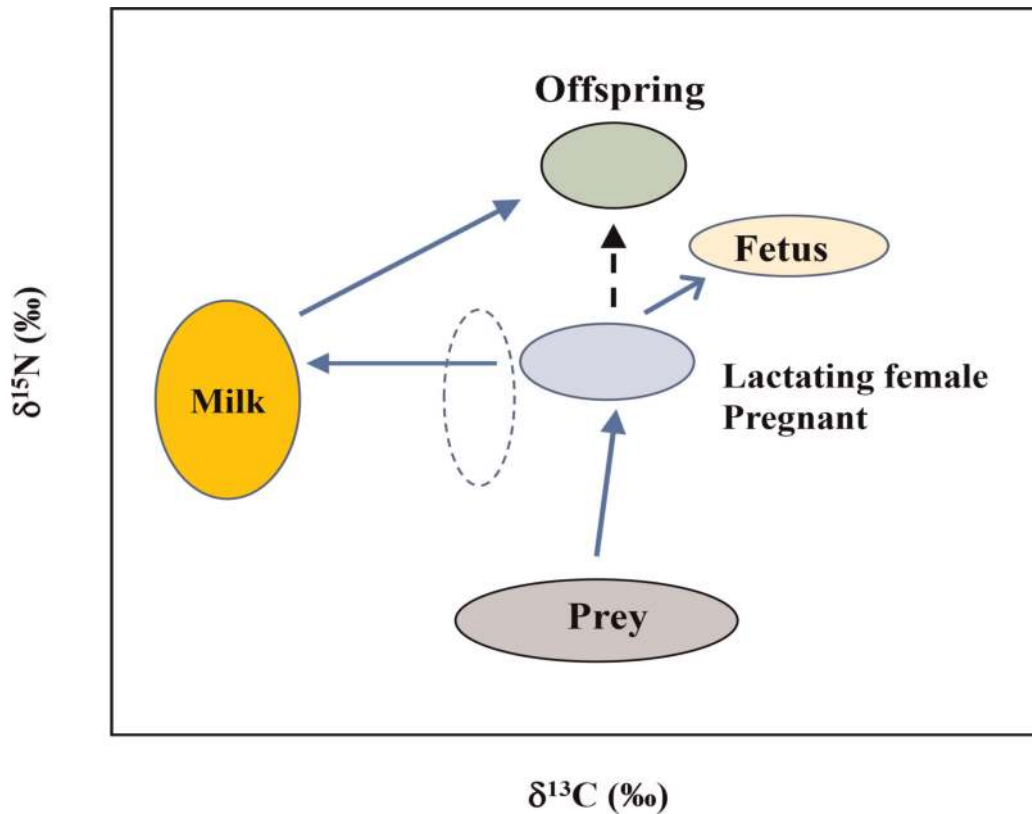 Offspring
Fetus
δ¹⁵N (‰)
Milk
Lactating female
Pregnant
Prey
δ¹³C (‰)